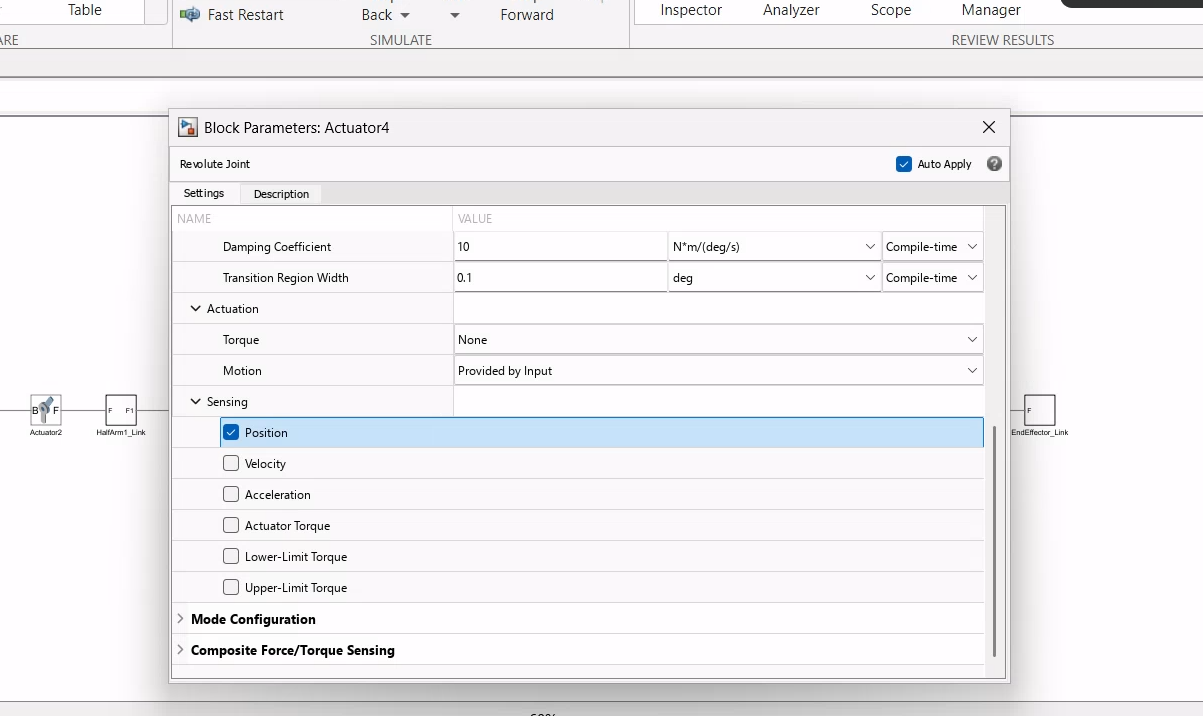 Table
Fast Restart
Back
Forward
Inspector
Analyzer
Scope
Manager
ARE
SIMULATE
REVIEW RESULTS
Block Parameters: Actuator4
Revolute Joint
Auto Apply
Settings
Description
NAME VALUE
Damping Coefficient 10 N*m/(deg/s) Compile-time
Transition Region Width 0.1 deg Compile-time
Actuation
Torque None
Motion Provided by Input
Sensing
Position
Velocity
Acceleration
Actuator Torque
Lower-Limit Torque
Upper-Limit Torque
Mode Configuration
Composite Force/Torque Sensing
B F
Actuator2
F F1
HalfArm1_Link
F
EndEffector_Link